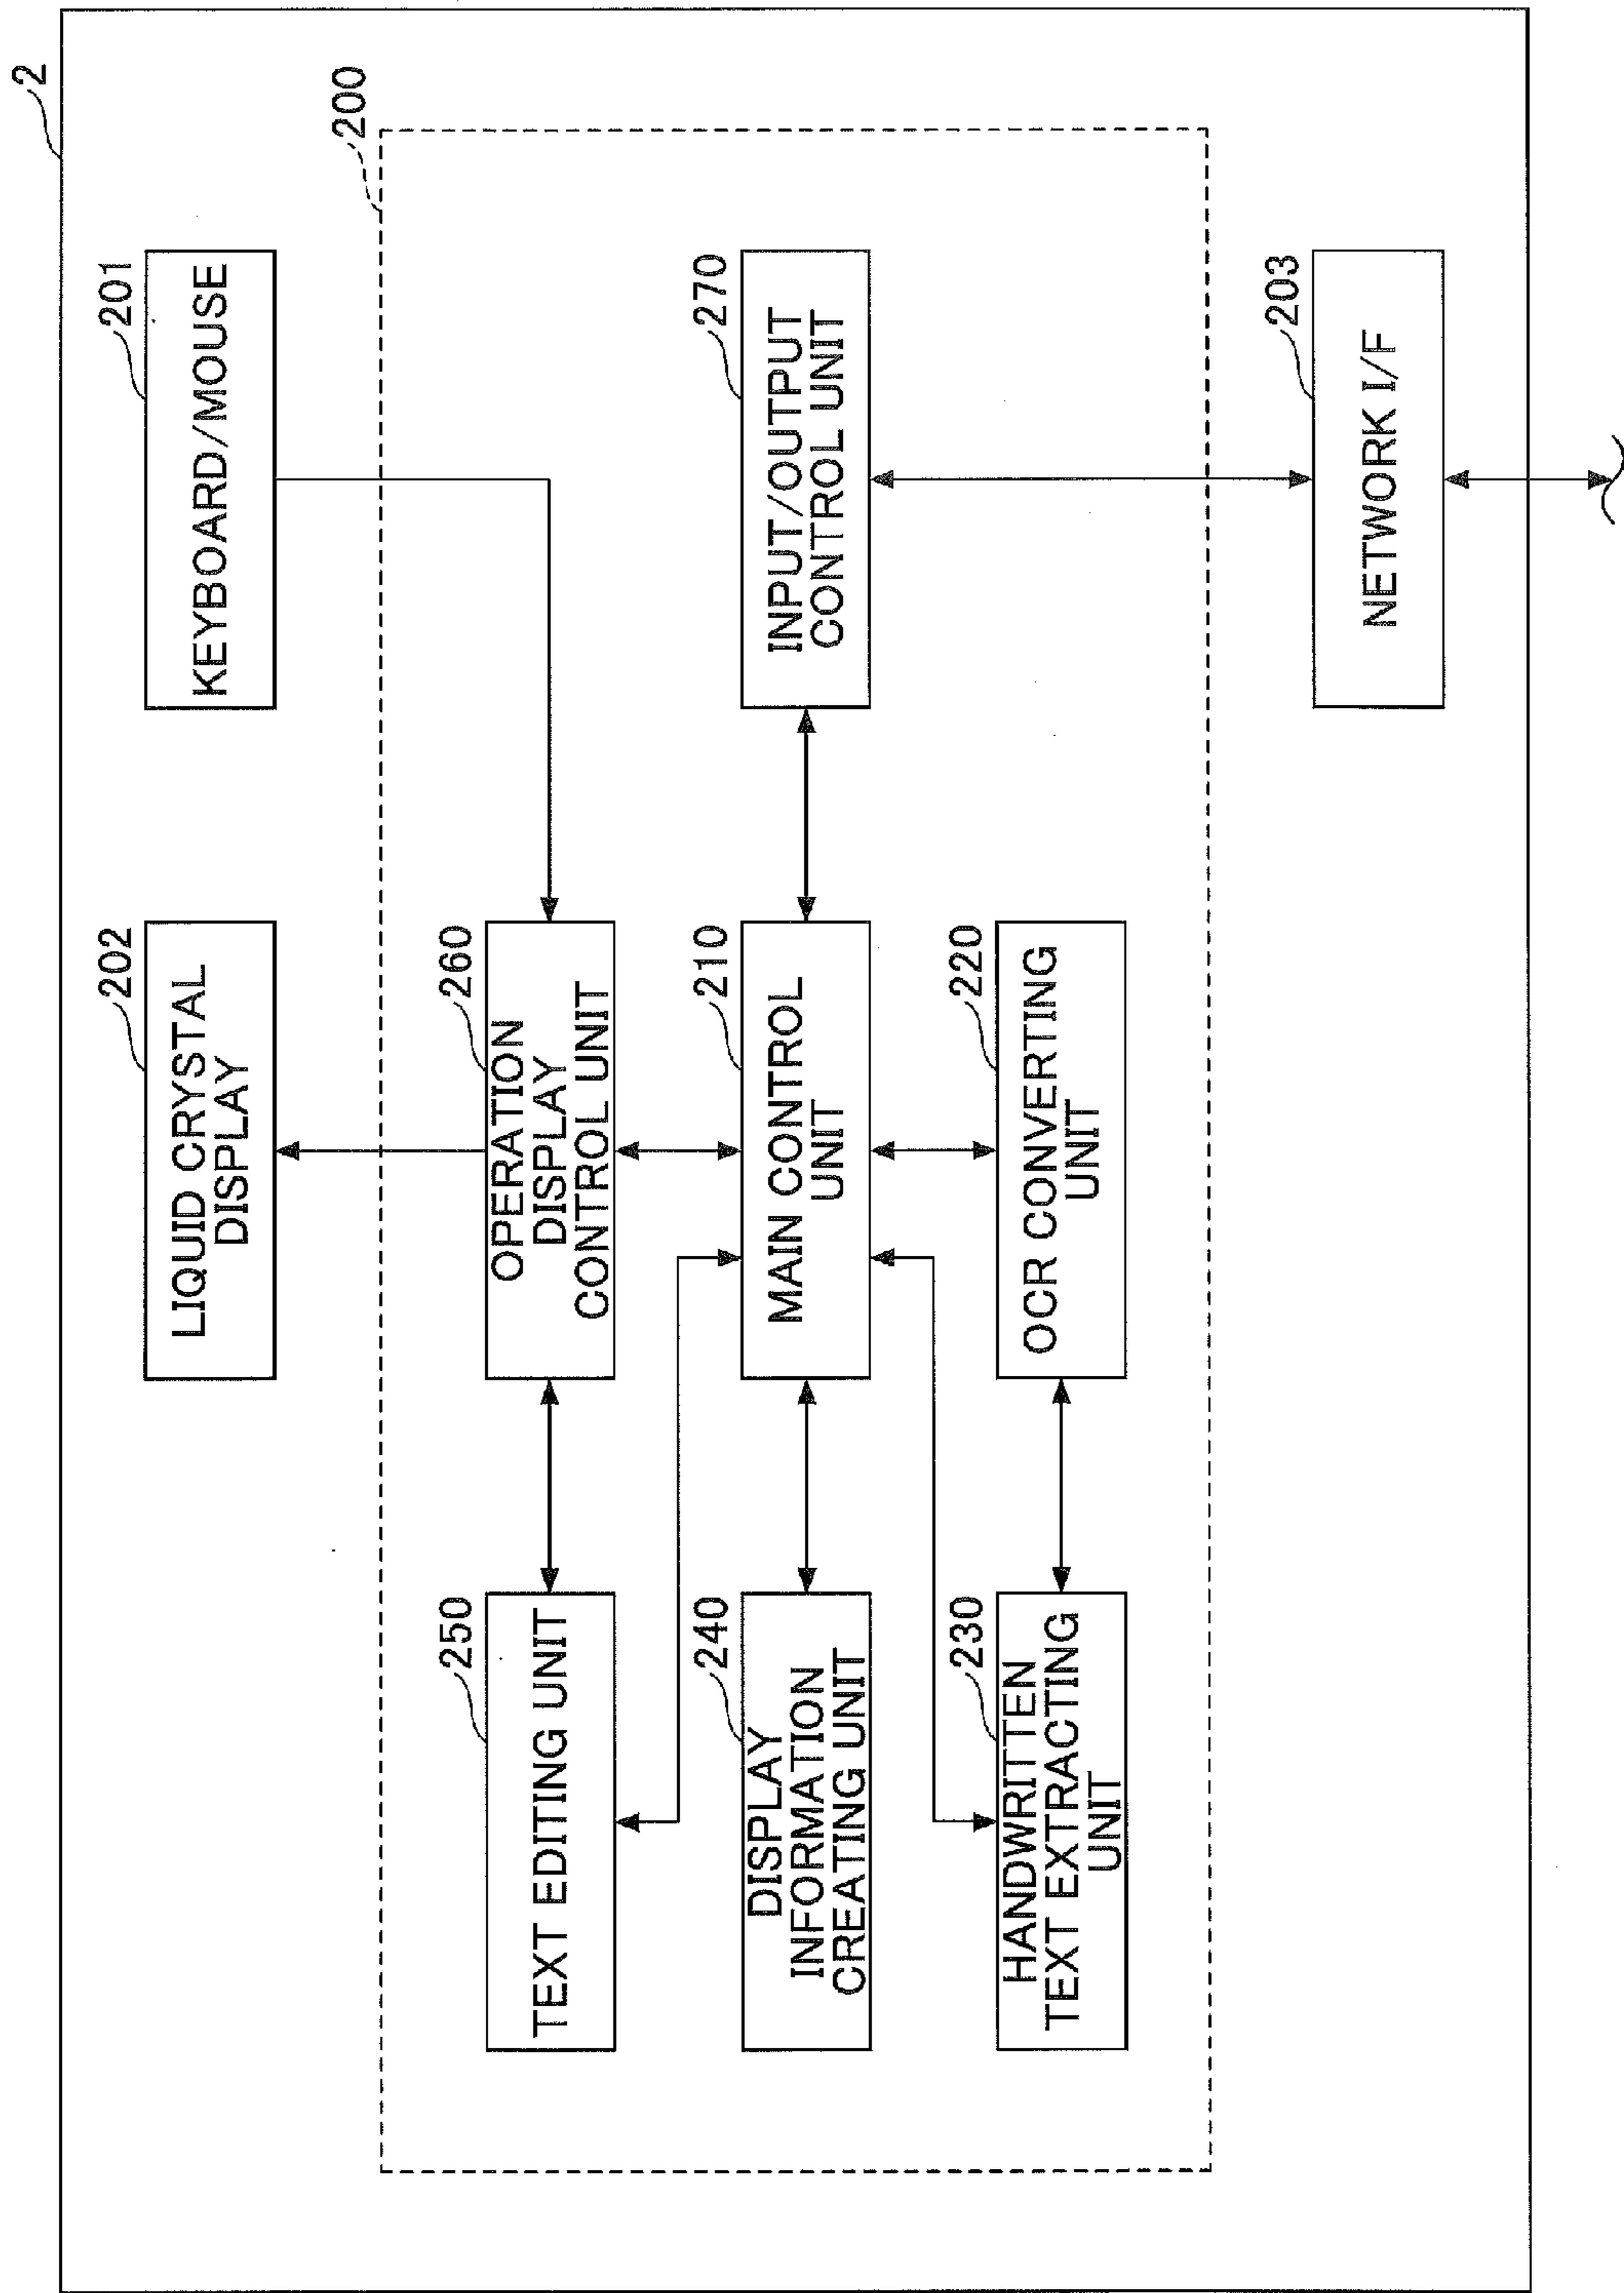 2
200
202
LIQUID CRYSTAL
DISPLAY
201
KEYBOARD/MOUSE
250
TEXT EDITING UNIT
260
OPERATION
DISPLAY
CONTROL UNIT
240
DISPLAY
INFORMATION
CREATING UNIT
210
MAIN CONTROL
UNIT
270
INPUT/OUTPUT
CONTROL UNIT
230
HANDWRITTEN
TEXT EXTRACTING
UNIT
220
OCR CONVERTING
UNIT
203
NETWORK I/F